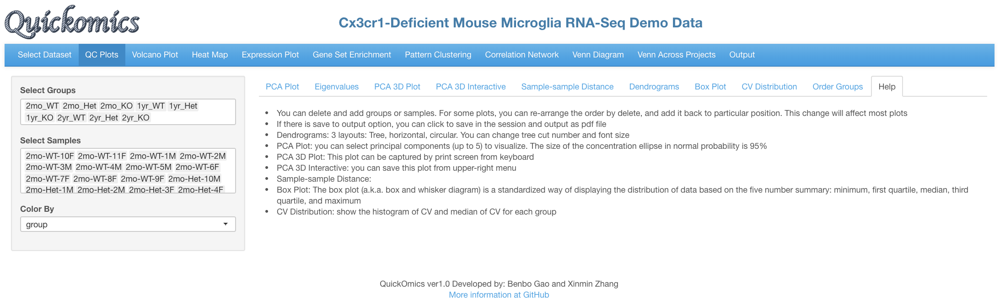 Quickomics
Cx3cr1-Deficient Mouse Microglia RNA-Seq Demo Data
Select Dataset QC Plots Volcano Plot Heat Map Expression Plot Gene Set Enrichment Pattern Clustering Correlation Network Venn Diagram Venn Across Projects Output
Select Groups
2mo_WT 2mo_Het 2mo_KO 1yr_WT 1yr_Het
1yr_KO 2yr_WT 2yr_Het 2yr_KO
Select Samples
2mo-WT-10F 2mo-WT-11F 2mo-WT-1M 2mo-WT-2M
2mo-WT-3M 2mo-WT-4M 2mo-WT-5M 2mo-WT-6F
2mo-WT-7F 2mo-WT-8F 2mo-WT-9F 2mo-Het-10M
2mo-Het-1M 2mo-Het-2M 2mo-Het-3F 2mo-Het-4F
Color By
group
PCA Plot Eigenvalues PCA 3D Plot PCA 3D Interactive Sample-sample Distance Dendrograms Box Plot CV Distribution Order Groups Help
• You can delete and add groups or samples. For some plots, you can re-arrange the order by delete, and add it back to particular position. This change will affect most plots
• If there is save to output option, you can click to save in the session and output as pdf file
• Dendrograms: 3 layouts: Tree, horizontal, circular. You can change tree cut number and font size
• PCA Plot: you can select principal components (up to 5) to visualize. The size of the concentration ellipse in normal probability is 95%
• PCA 3D Plot: This plot can be captured by print screen from keyboard
• PCA 3D Interactive: you can save this plot from upper-right menu
• Sample-sample Distance:
• Box Plot: The box plot (a.k.a. box and whisker diagram) is a standardized way of displaying the distribution of data based on the five number summary: minimum, first quartile, median, third
quartile, and maximum
• CV Distribution: show the histogram of CV and median of CV for each group
QuickOmics ver1.0 Developed by: Benbo Gao and Xinmin Zhang
More information at GitHub